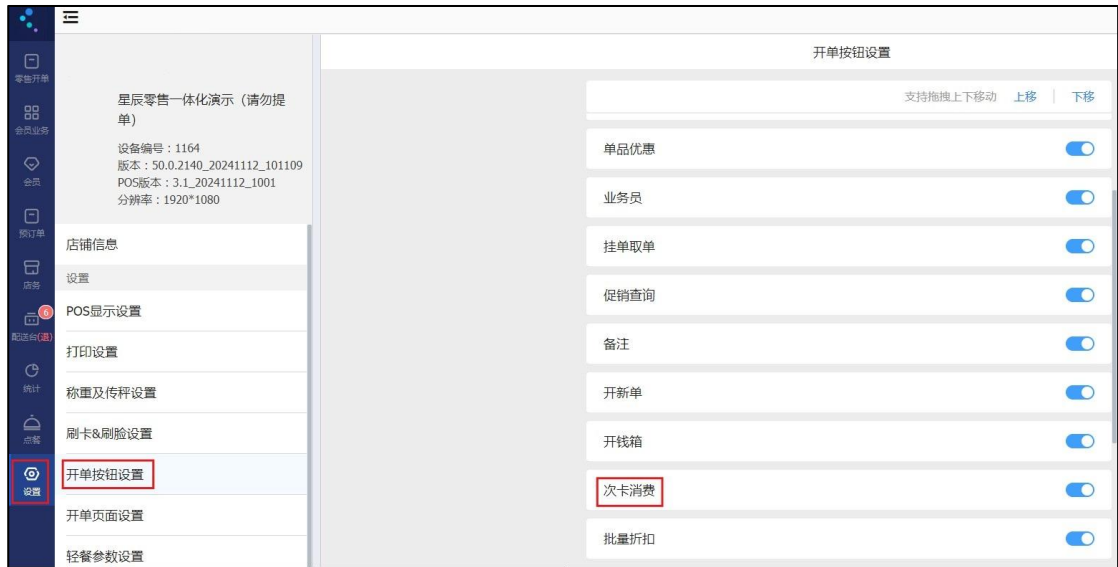 零售开单
会员业务
会员
预订单
店务
6
配送台(退)
统计
点餐
设置
星辰零售一体化演示（请勿提
单）
设备编号：1164
版本：50.0.2140_20241112_101109
POS版本：3.1_20241112_1001
分辨率：1920*1080
店铺信息
设置
POS显示设置
打印设置
称重及传秤设置
刷卡&刷脸设置
开单按钮设置
开单页面设置
轻餐参数设置
开单按钮设置
支持拖拽上下移动 上移 下移
单品优惠
业务员
挂单取单
促销查询
备注
开新单
开钱箱
次卡消费
批量折扣